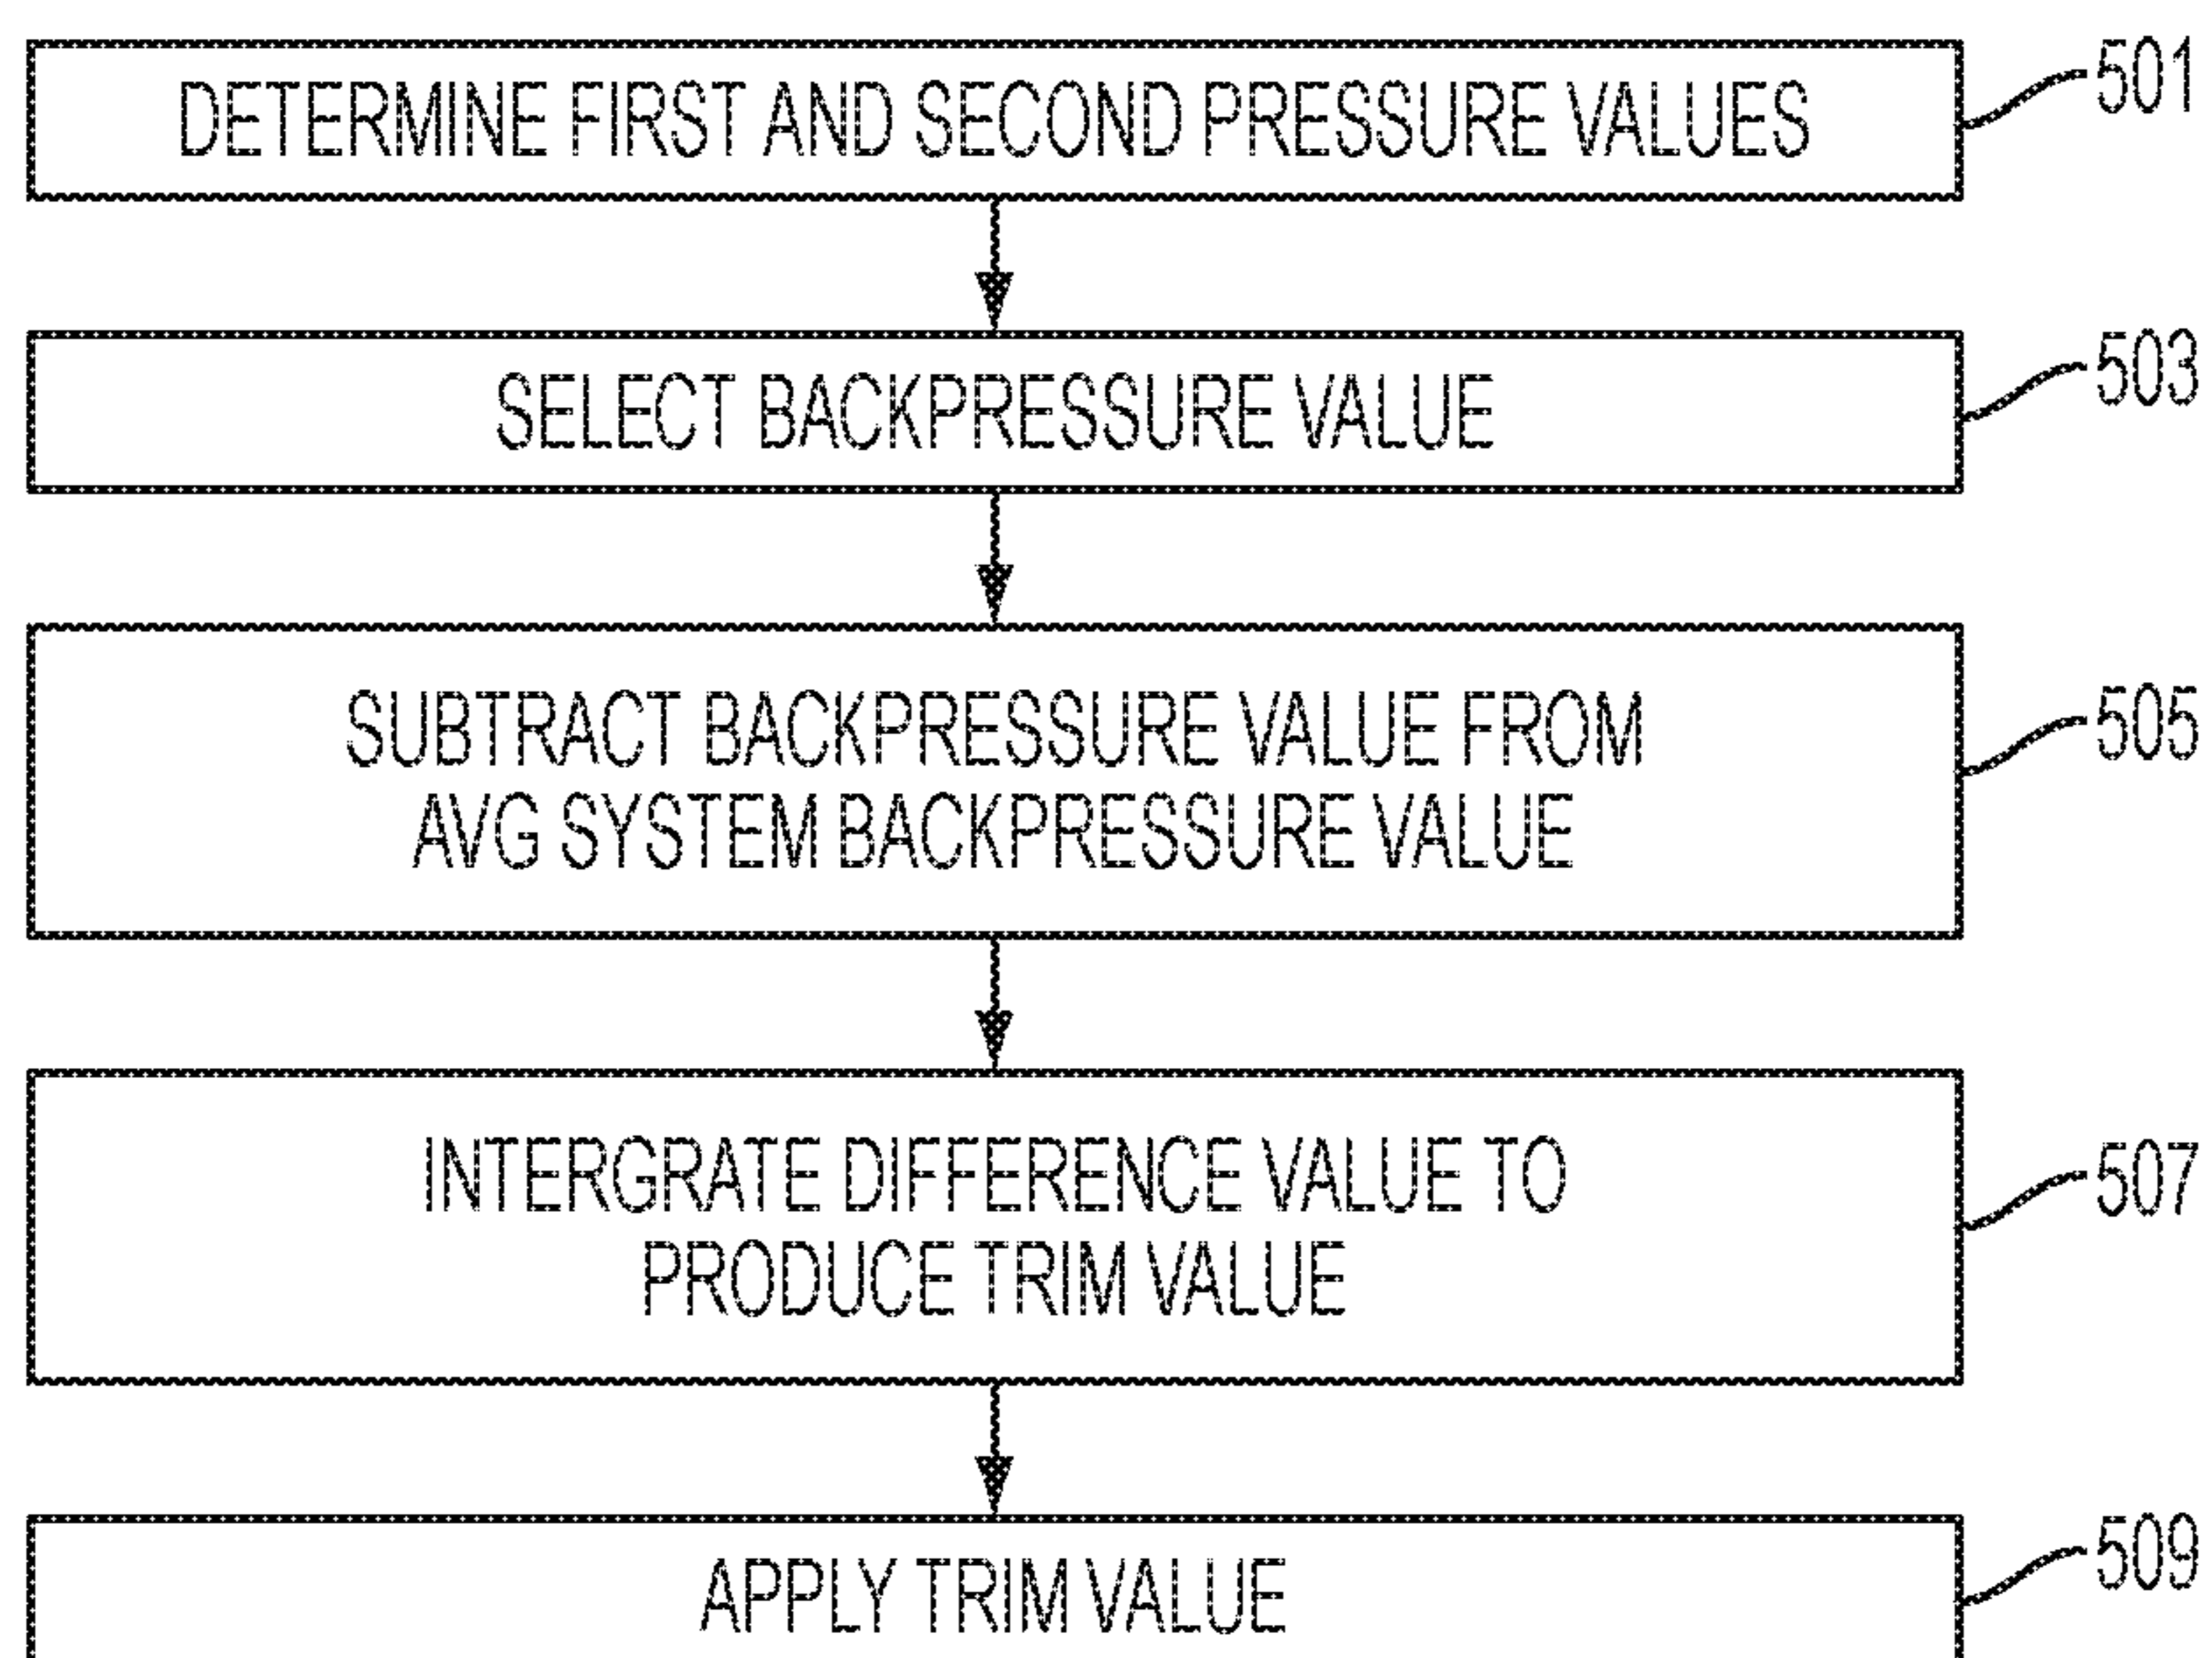 DETERMINE FIRST AND SECOND PRESSURE VALUES
501
SELECT BACKPRESSURE VALUE
503
SUBTRACT BACKPRESSURE VALUE FROM
AVG SYSTEM BACKPRESSURE VALUE
505
INTERGRATE DIFFERENCE VALUE TO
PRODUCE TRIM VALUE
507
APPLY TRIM VALUE
509